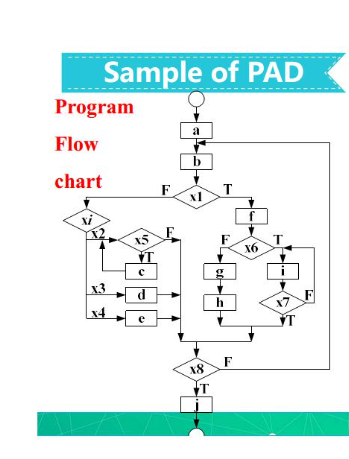 Sample of PAD
Program
Flow
chart
a
b
F
x1
T
xi
f
x2
x5
F
F
x6
T
T
c
g
i
x3
d
h
x7
F
x4
e
T
x8
F
T
j